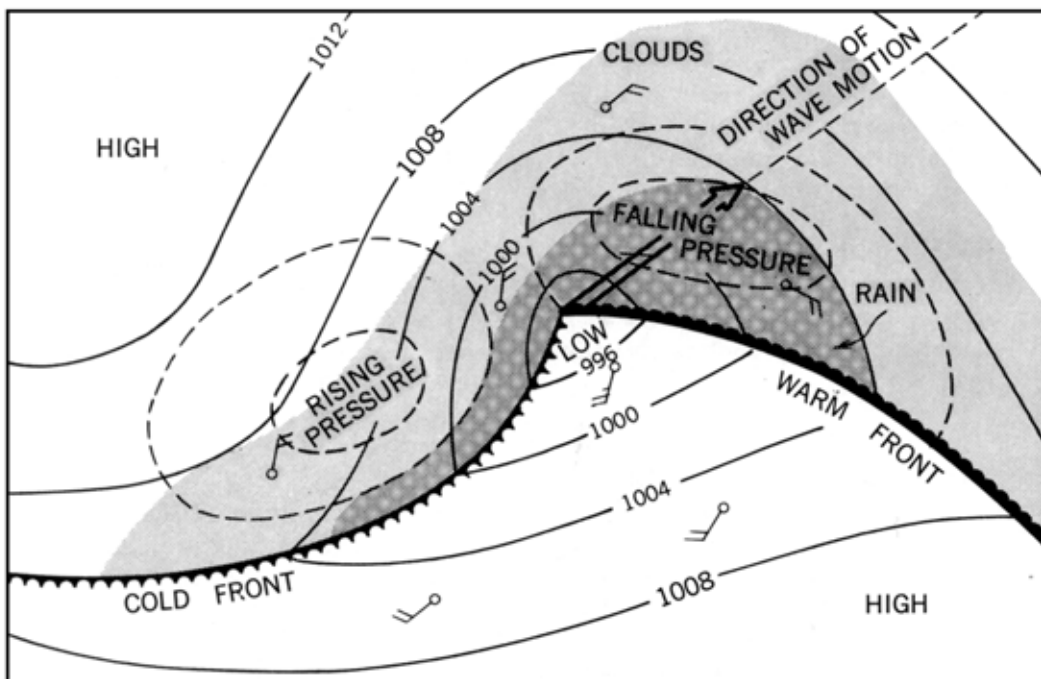 1012
CLOUDS
DIRECTION OF
WAVE MOTION
HIGH
1008
1004
FALLING
PRESSURE
1000
RAIN
LOW
996
RISING
PRESSURE
WARM FRONT
1000
1004
COLD FRONT
1008
HIGH